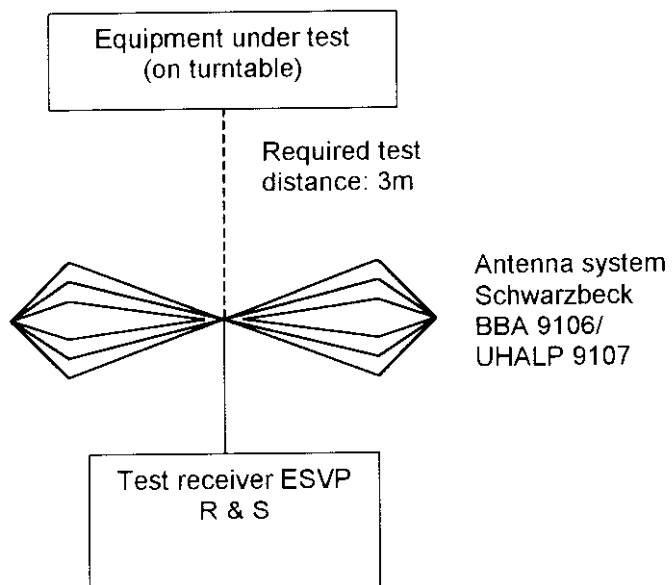 Equipment under test
(on turntable)
Required test
distance: 3m
Antenna system
Schwarzbeck
BBA 9106/
UHALP 9107
Test receiver ESVP
R & S